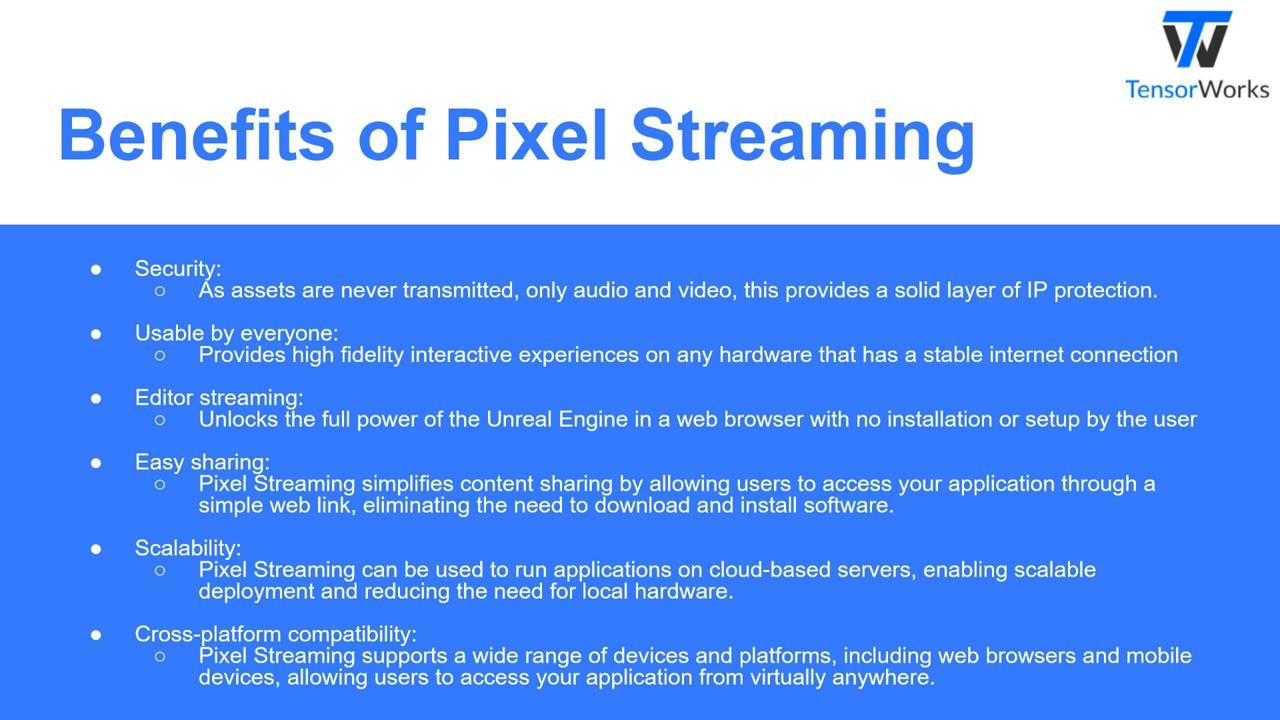 TensorWorks
Benefits of Pixel Streaming
● Security:
○ As assets are never transmitted, only audio and video, this provides a solid layer of IP protection.
● Usable by everyone:
○ Provides high fidelity interactive experiences on any hardware that has a stable internet connection
● Editor streaming:
○ Unlocks the full power of the Unreal Engine in a web browser with no installation or setup by the user
● Easy sharing:
○ Pixel Streaming simplifies content sharing by allowing users to access your application through a
simple web link, eliminating the need to download and install software.
● Scalability:
○ Pixel Streaming can be used to run applications on cloud-based servers, enabling scalable
deployment and reducing the need for local hardware.
● Cross-platform compatibility:
○ Pixel Streaming supports a wide range of devices and platforms, including web browsers and mobile
devices, allowing users to access your application from virtually anywhere.